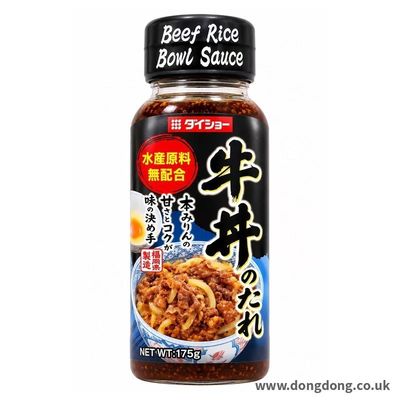 Beef Rice
Bowl Sauce
ダイショー
水産原料
無配合
牛丼のたれ
本みりんの
甘さとコクが
味の決め手
福岡県
製造
NET WT:175g
www.dongdong.co.uk